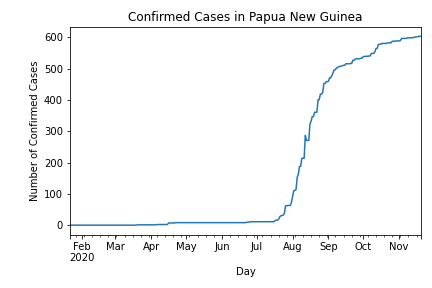 Confirmed Cases in Papua New Guinea
600
500
400
300
200
100
0
Number of Confirmed Cases
Feb Mar Apr May Jun Jul Aug Sep Oct Nov
2020
Day